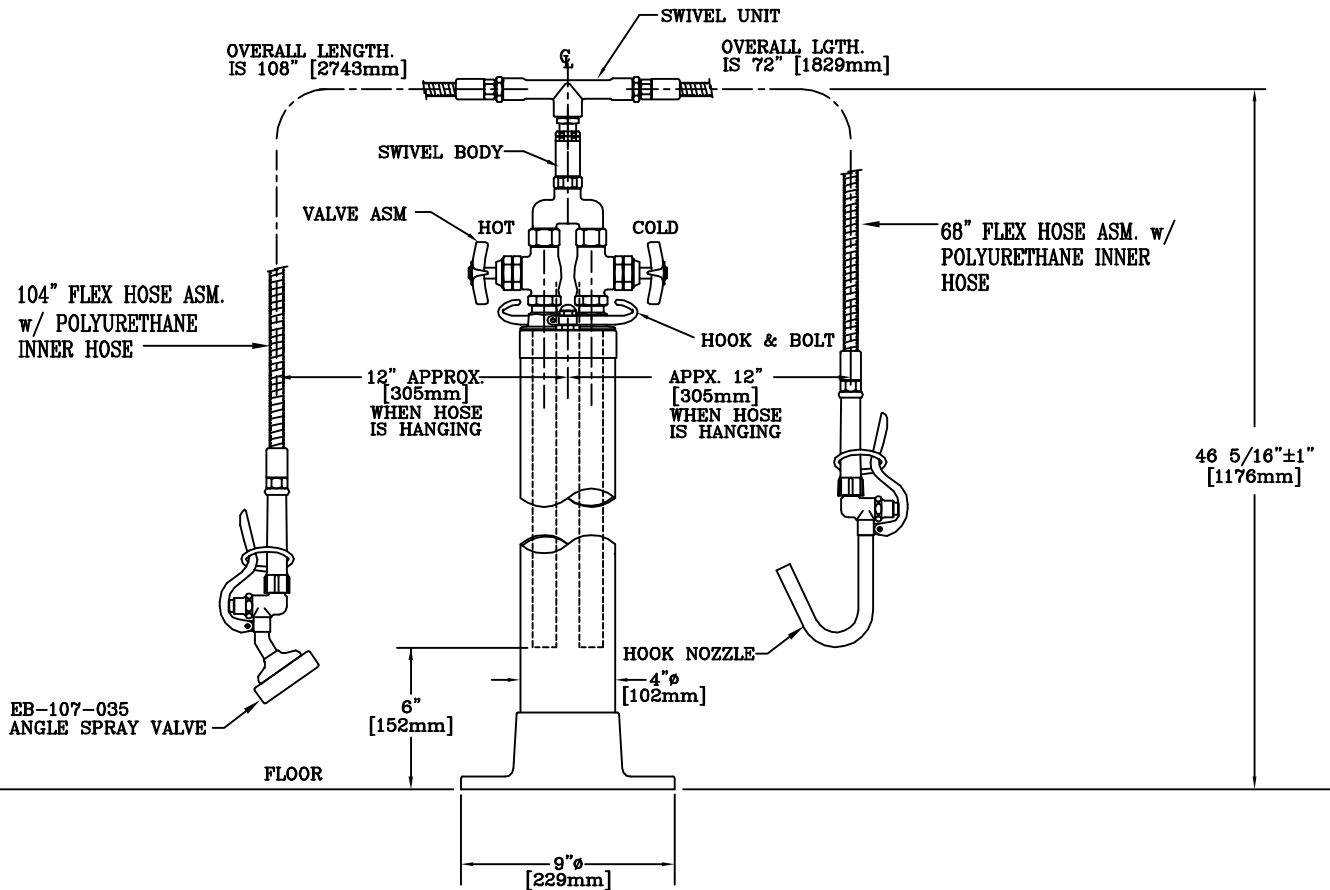 SWIVEL UNIT
OVERALL LENGTH.
IS 108" [2743mm]
℄
OVERALL LGTH.
IS 72" [1829mm]
SWIVEL BODY
VALVE ASM
HOT
COLD
68" FLEX HOSE ASM. w/
POLYURETHANE INNER
HOSE
104" FLEX HOSE ASM.
w/ POLYURETHANE
INNER HOSE
HOOK & BOLT
12" APPROX.
[305mm]
WHEN HOSE
IS HANGING
APPX. 12"
[305mm]
WHEN HOSE
IS HANGING
46 5/16"±1"
[1176mm]
HOOK NOZZLE
4"ø
[102mm]
6"
[152mm]
EB-107-035
ANGLE SPRAY VALVE
FLOOR
9"ø
[229mm]